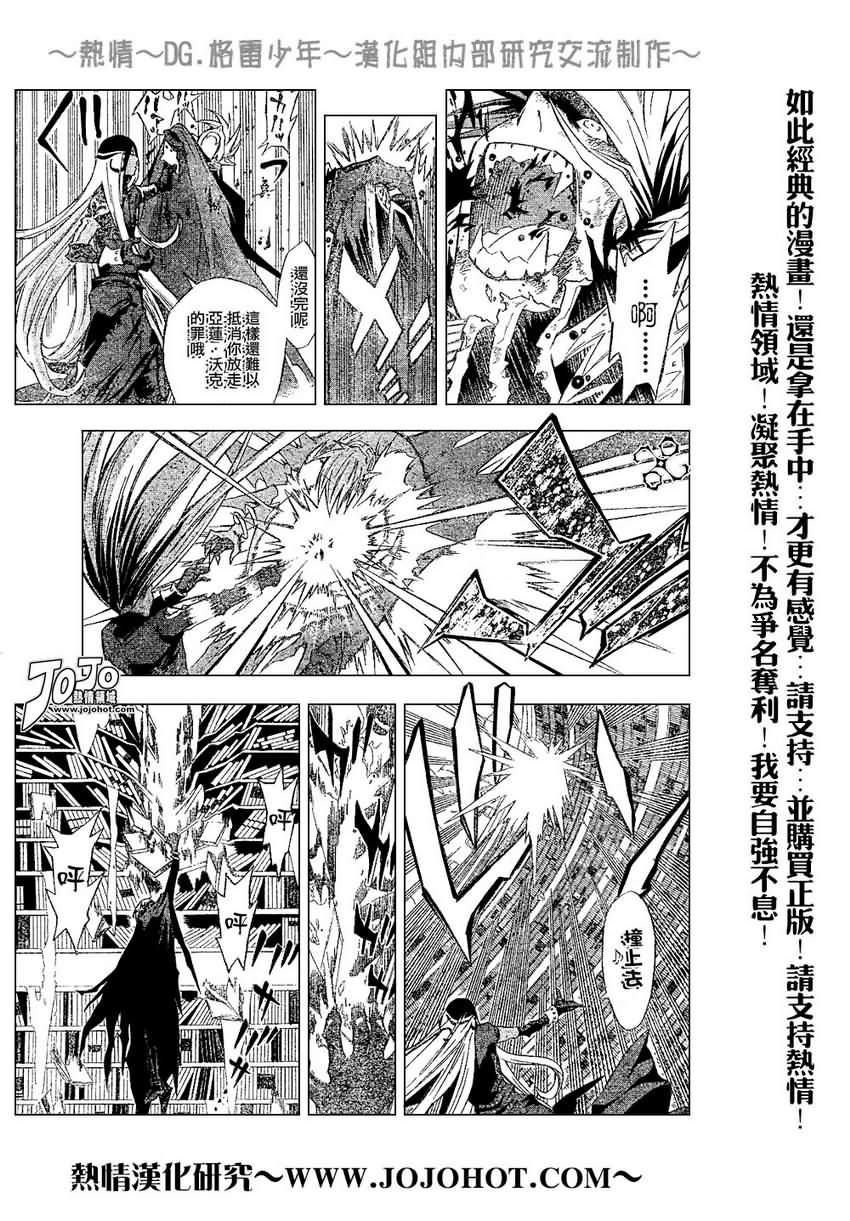 ～熱情～DG.格雷少年～漢化組內部研究交流制作～
如此經典的漫畫！還是拿在手中…才更有感覺…請支持…並購買正版！請支持熱情！
熱情領域！凝聚熱情！不為爭名奪利！我要自強不息！
……啊……
還沒完呢
這樣還難以
抵消你放走
亞蓮．沃克
的罪哦
撞上去♪
呼
呼
呼
呼
JOJO
熱情領域
www.jojohot.com
熱情漢化研究～WWW.JOJOHOT.COM～